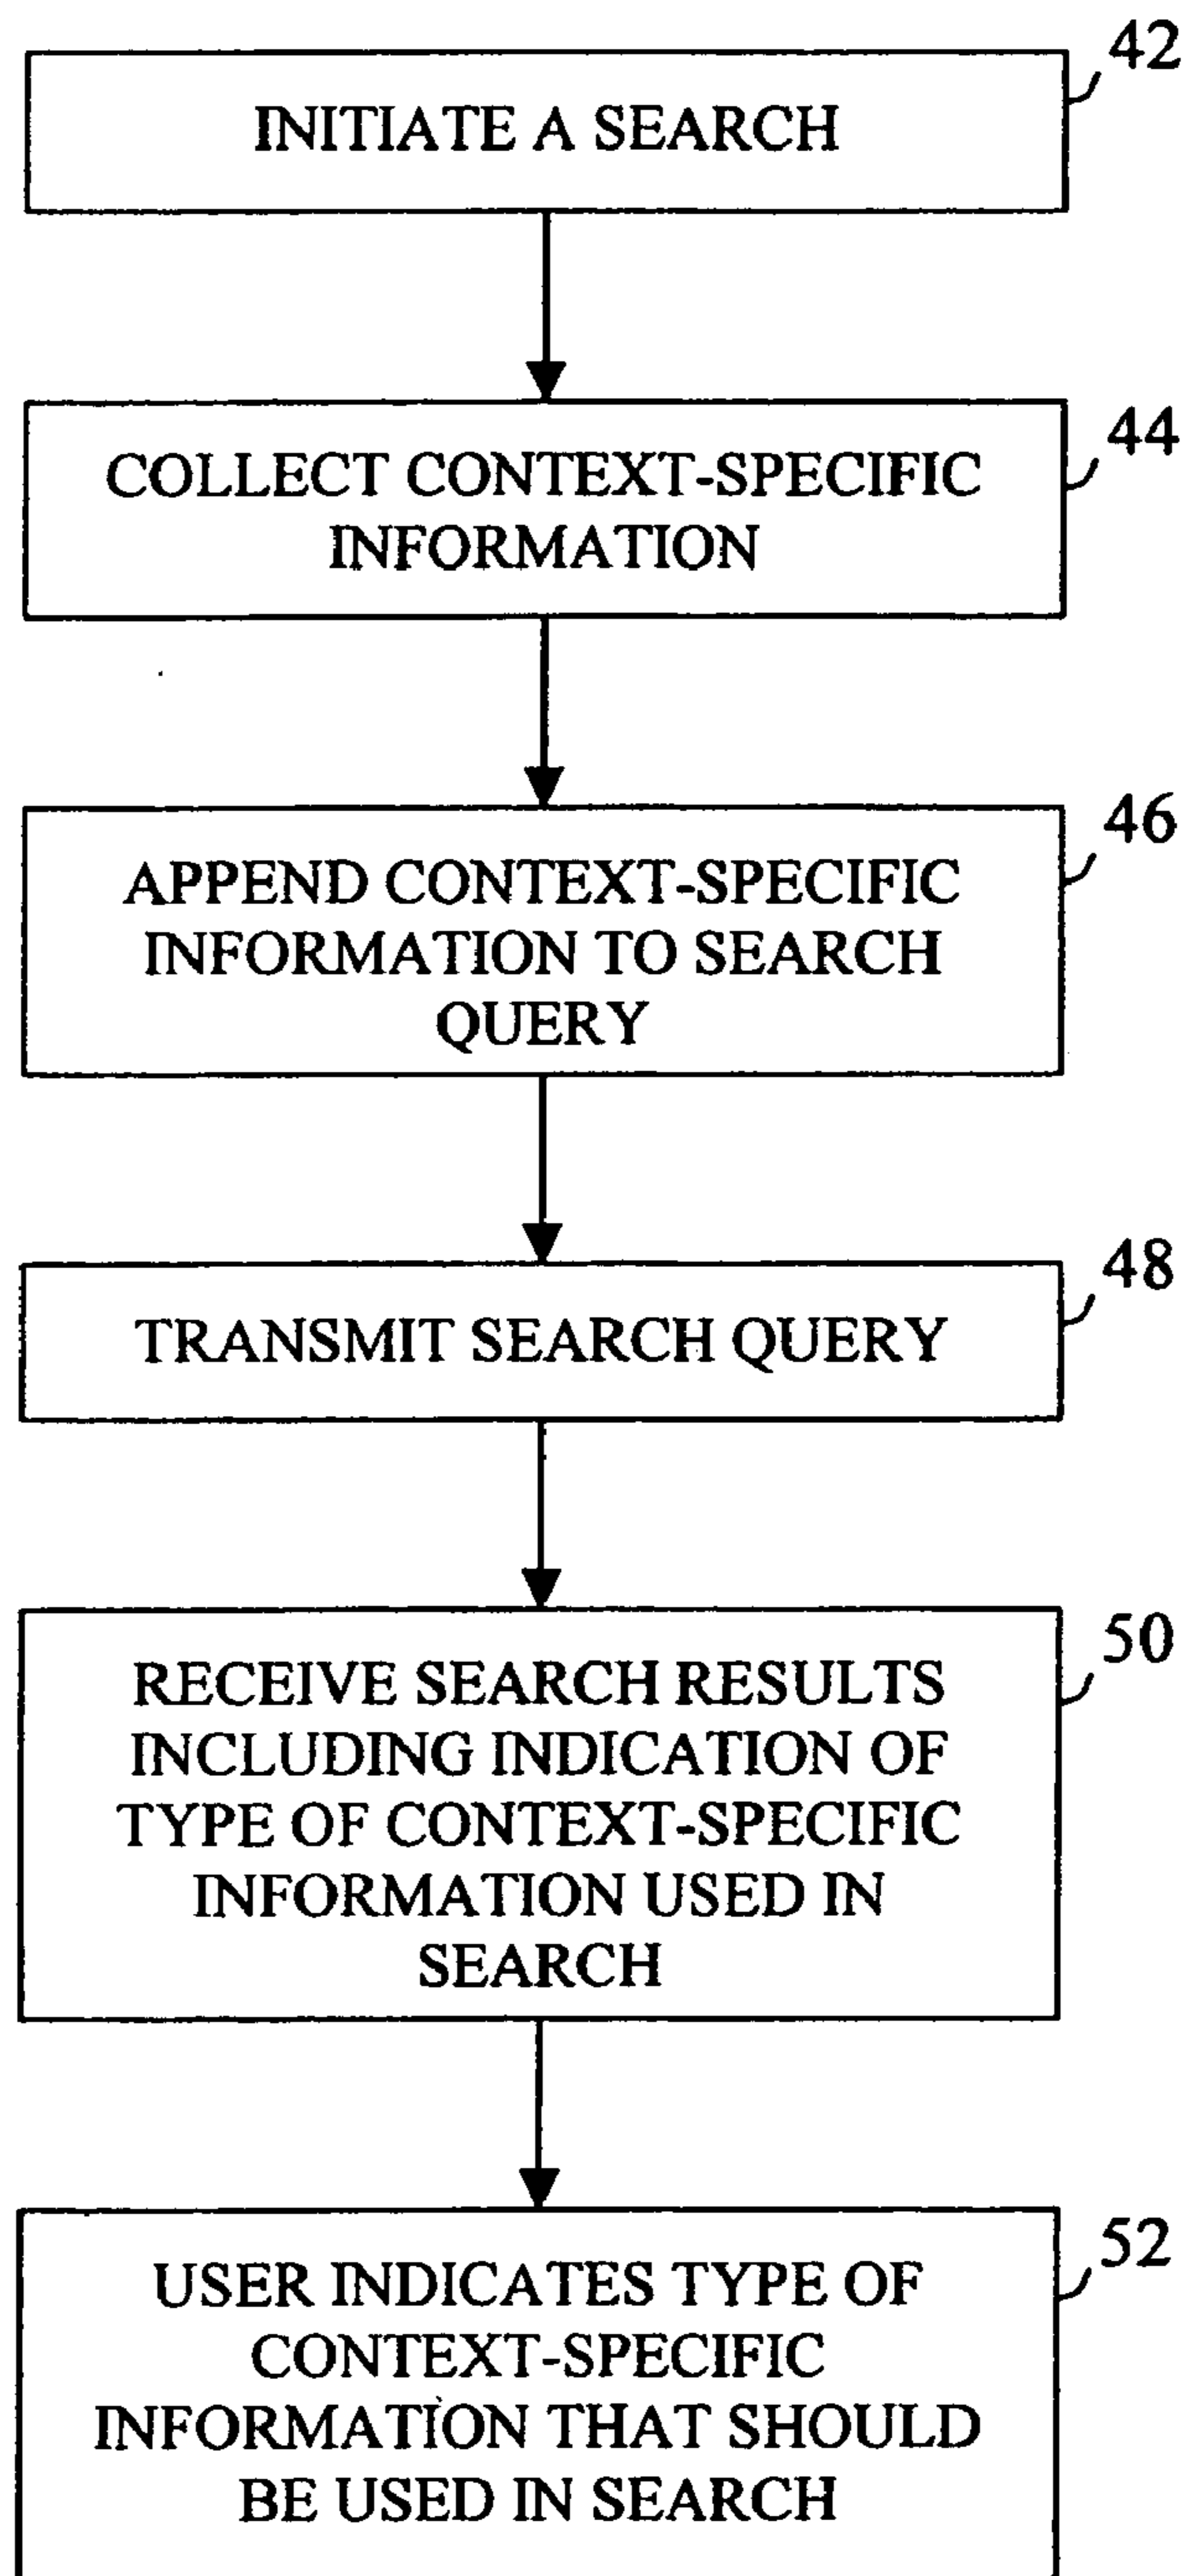 42
INITIATE A SEARCH
44
COLLECT CONTEXT-SPECIFIC
INFORMATION
46
APPEND CONTEXT-SPECIFIC
INFORMATION TO SEARCH
QUERY
48
TRANSMIT SEARCH QUERY
50
RECEIVE SEARCH RESULTS
INCLUDING INDICATION OF
TYPE OF CONTEXT-SPECIFIC
INFORMATION USED IN
SEARCH
52
USER INDICATES TYPE OF
CONTEXT-SPECIFIC
INFORMATION THAT SHOULD
BE USED IN SEARCH